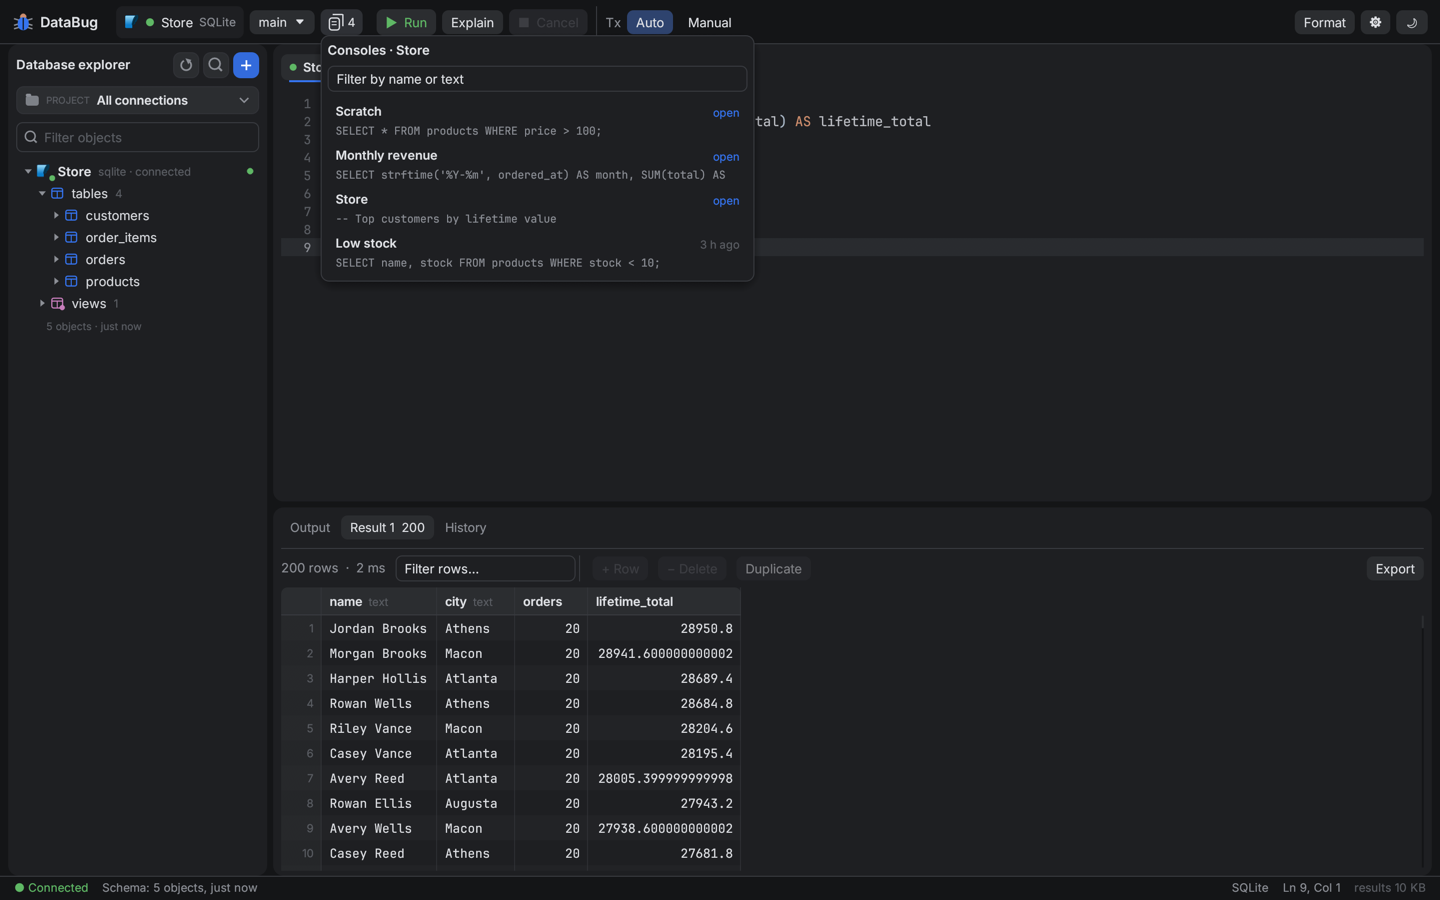 DataBug Store SQLite main 4 Run Explain Cancel Tx Auto Manual Format
Database explorer
PROJECT All connections
Filter objects
Store sqlite · connected
tables 4
customers
order_items
orders
products
views 1
5 objects · just now
Consoles · Store
Filter by name or text
Scratch open
SELECT * FROM products WHERE price > 100;
Monthly revenue open
SELECT strftime('%Y-%m', ordered_at) AS month, SUM(total) AS
Store open
-- Top customers by lifetime value
Low stock 3 h ago
SELECT name, stock FROM products WHERE stock < 10;
Sto
1
2 tal) AS lifetime_total
3
4
5
6
7
8
9
Output Result 1 200 History
200 rows · 2 ms Filter rows... + Row − Delete Duplicate Export
name text city text orders lifetime_total
1 Jordan Brooks Athens 20 28950.8
2 Morgan Brooks Macon 20 28941.600000000002
3 Harper Hollis Atlanta 20 28689.4
4 Rowan Wells Athens 20 28684.8
5 Riley Vance Macon 20 28204.6
6 Casey Vance Atlanta 20 28195.4
7 Avery Reed Atlanta 20 28005.399999999998
8 Rowan Ellis Augusta 20 27943.2
9 Avery Wells Macon 20 27938.600000000002
10 Casey Reed Athens 20 27681.8
Connected Schema: 5 objects, just now SQLite Ln 9, Col 1 results 10 KB